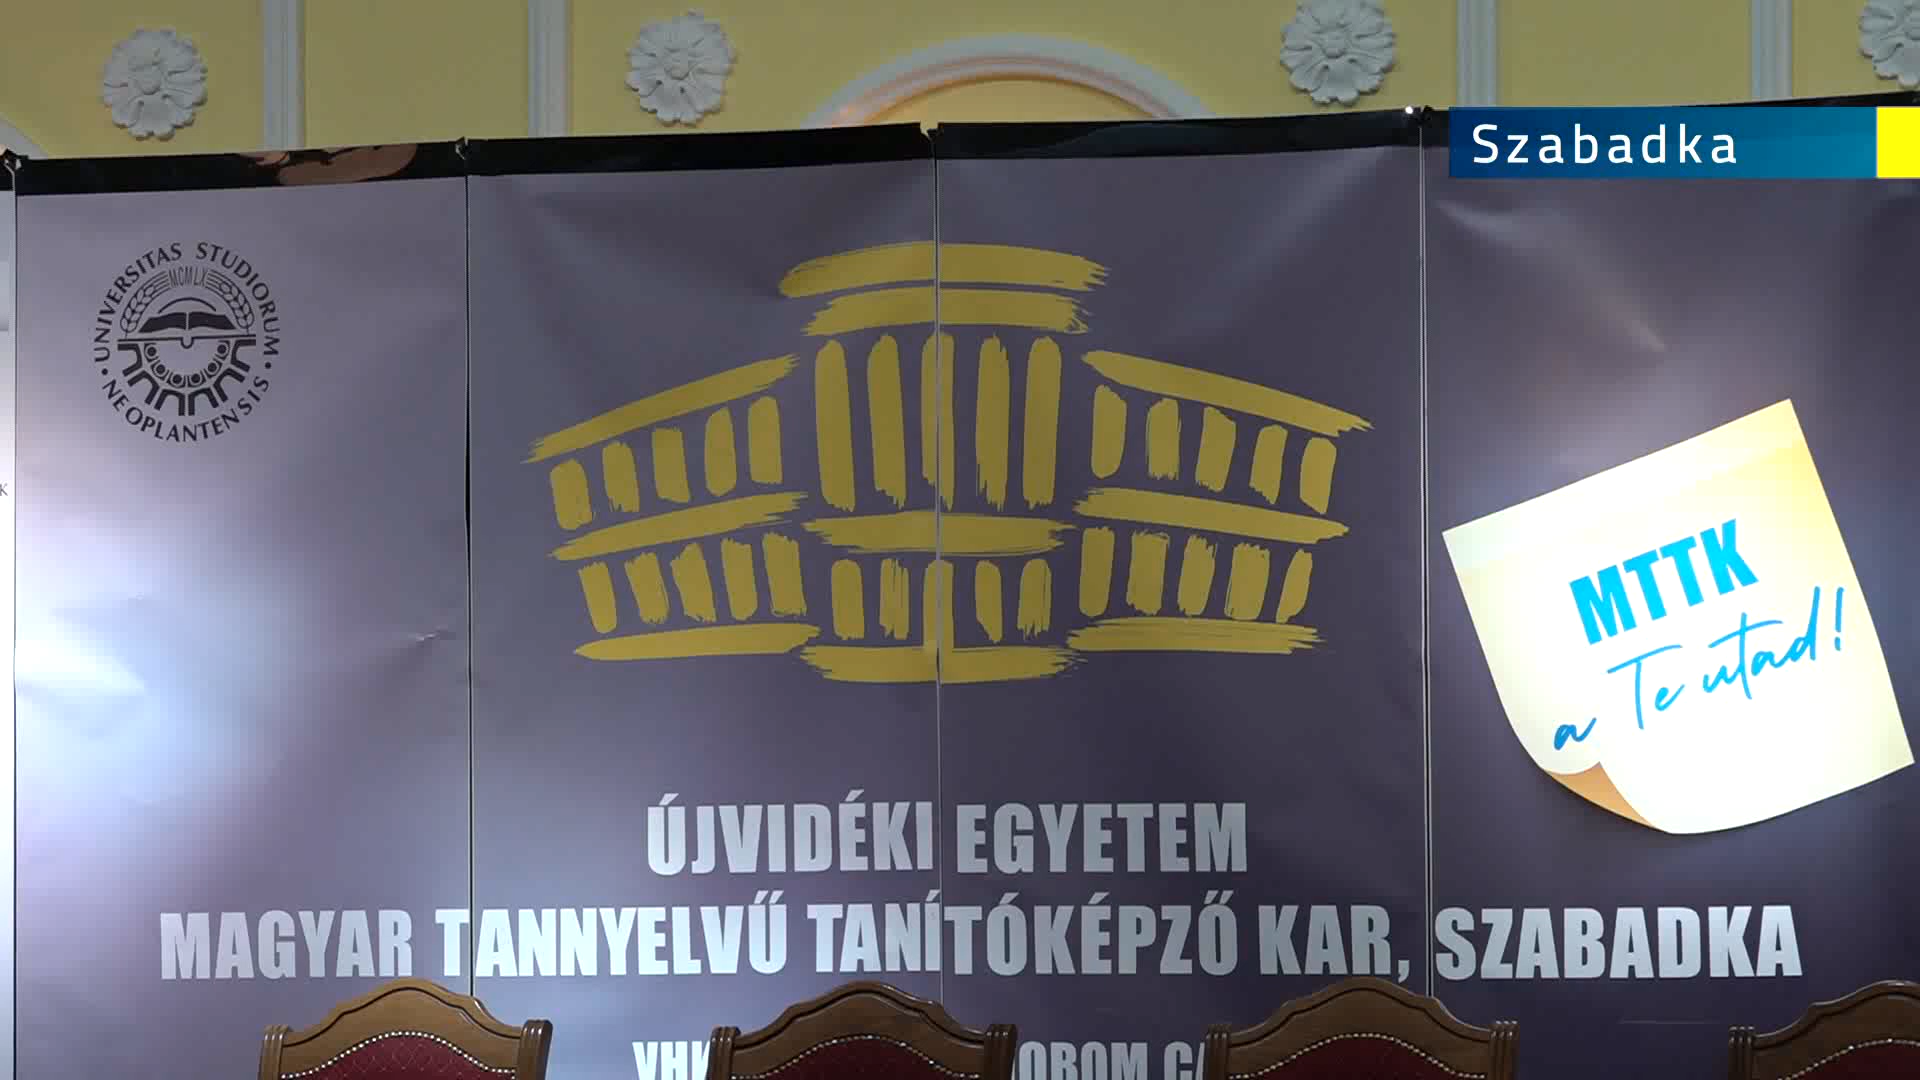 Szabadka
UNIVERSITAS STUDIORUM
MCMLX
NEOPLANTENSIS
MTTK
a Te utad!
ÚJVIDÉKI EGYETEM
MAGYAR TANNYELVŰ TANÍTÓKÉPZŐ KAR, SZABADKA